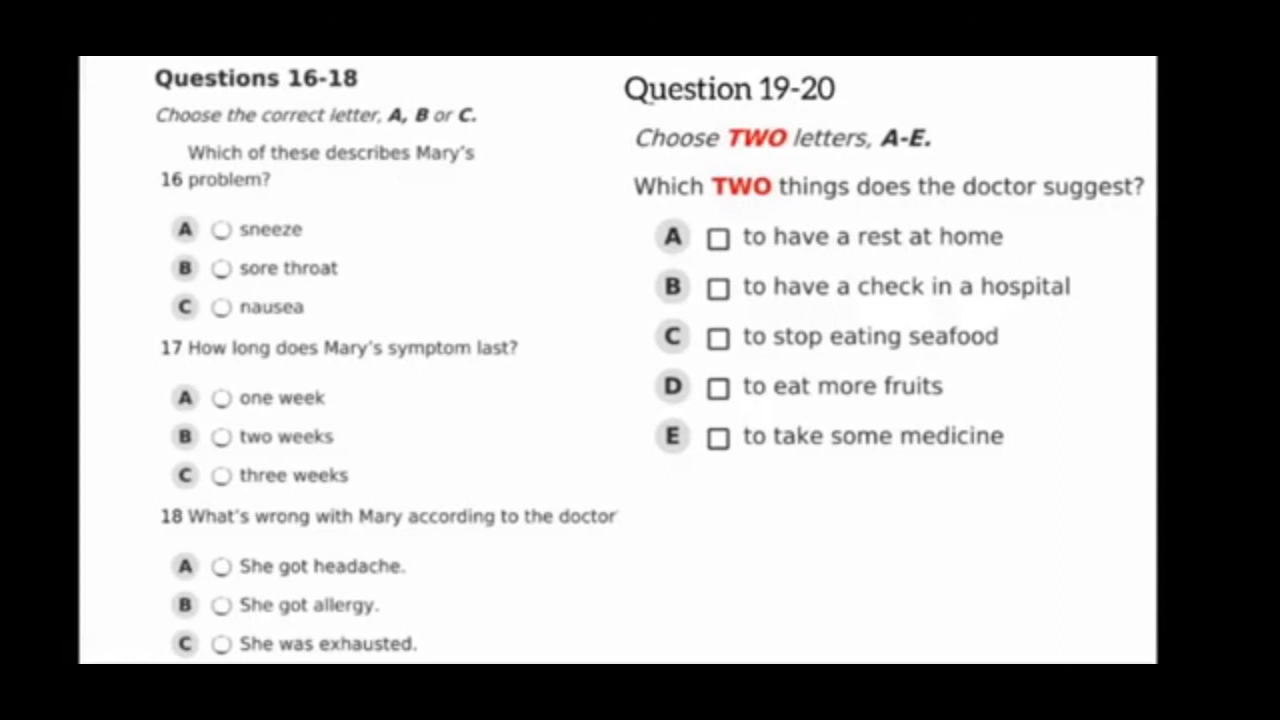 Questions 16-18
Choose the correct letter, A, B or C.
Which of these describes Mary's
16 problem?
A sneeze
B sore throat
C nausea
17 How long does Mary's symptom last?
A one week
B two weeks
C three weeks
18 What's wrong with Mary according to the doctor
A She got headache.
B She got allergy.
C She was exhausted.
Question 19-20
Choose TWO letters, A-E.
Which TWO things does the doctor suggest?
A to have a rest at home
B to have a check in a hospital
C to stop eating seafood
D to eat more fruits
E to take some medicine